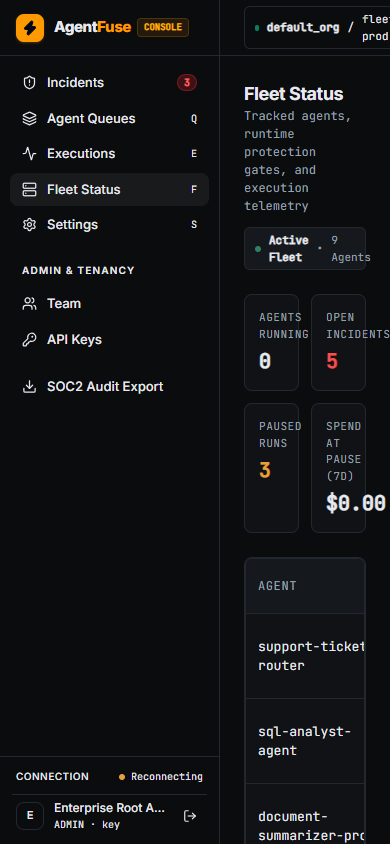 AgentFuse CONSOLE
Incidents 3
Agent Queues Q
Executions E
Fleet Status F
Settings S
ADMIN & TENANCY
Team
API Keys
SOC2 Audit Export
CONNECTION Reconnecting
E Enterprise Root A...
ADMIN · key
default_org /
prod
Fleet Status
Tracked agents,
runtime
protection
gates, and
execution
telemetry
Active
Fleet
· 9
Agents
AGENTS
RUNNING
0
OPEN
INCIDENTS
5
PAUSED
RUNS
3
SPEND
AT
PAUSE
(7D)
$0.00
AGENT
support-ticket
router
sql-analyst-
agent
document-
summarizer-pro